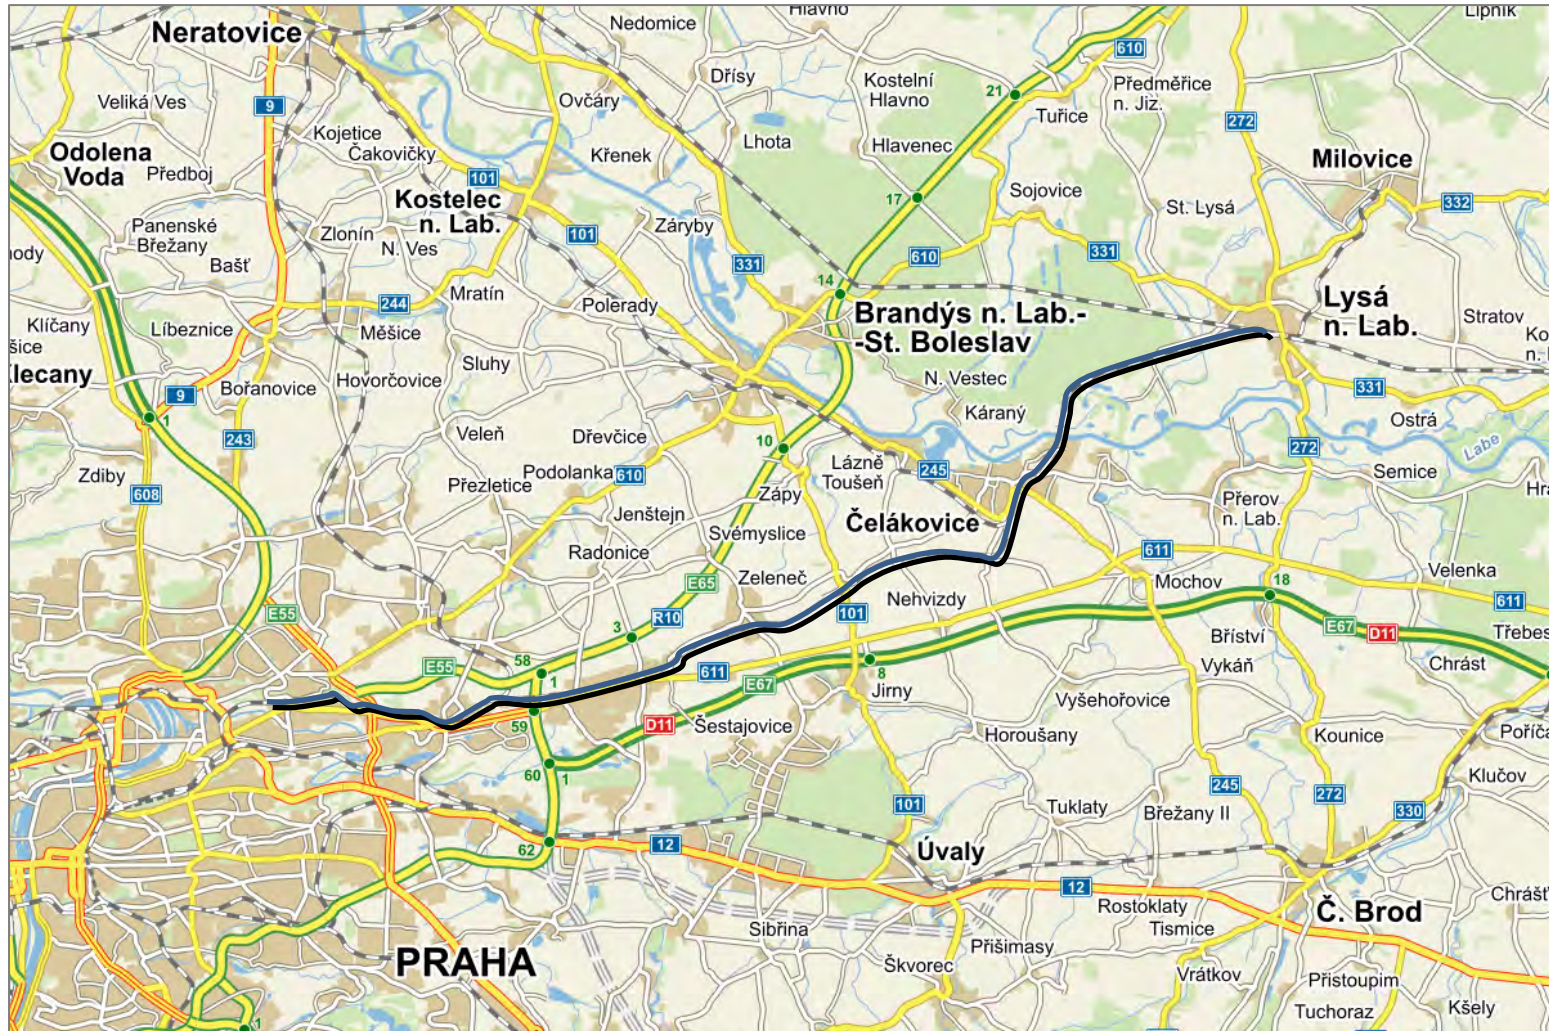 Hlavno
Lipník
Nedomice
Neratovice
610
Dřísy
Kostelní
Hlavno
Předměřice
n. Jiz.
21
Veliká Ves
9
Ovčáry
Tuřice
272
Kojetice
Čakovičky
Lhota
Hlavenec
Odolena
Voda
Předboj
Křenek
Milovice
101
Kostelec
n. Lab.
17
Sojovice
St. Lysá
332
Panenské
Břežany
Zlonín
N. Ves
101
Záryby
331
610
331
Bašť
14
Mratín
244
Polerady
Klíčany
Líbeznice
Měšice
Brandýs n. Lab.-
-St. Boleslav
Lysá
n. Lab.
Stratov
Sluhy
9
Bořanovice
Hovorčovice
N. Vestec
331
1
Káraný
Ostrá
243
Veleň
Dřevčice
10
272
Labe
Zdiby
608
Přezletice
Podolanka
610
Lázně
Toušeň
245
Semice
Zápy
Přerov
n. Lab.
Jenštejn
Svémyslice
Čelákovice
Radonice
611
Zeleneč
E65
Mochov
Velenka
Nehvizdy
18
611
E55
R10
101
3
Bříství
E67
D11
E55
58
1
611
E67
8
Vykáň
Chrást
Jirny
Vyšehořovice
59
D11
Šestajovice
Horoušany
Kounice
60
1
Klučov
101
Tuklaty
Břežany II
245
272
330
62
12
Úvaly
12
Chrášť
Rostoklaty
Tismice
Č. Brod
Sibřina
PRAHA
Přišimasy
Škvorec
Vrátkov
Přistoupim
Tuchoraz
Kšely
1